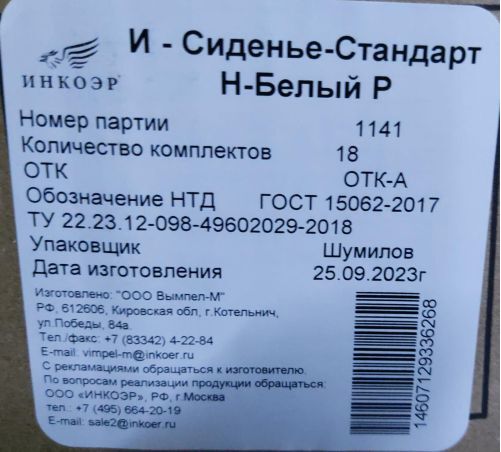 И - Сиденье-Стандарт
Н-Белый Р
ИНКОЭР®
Номер партии 1141
Количество комплектов 18
ОТК ОТК-А
Обозначение НТД ГОСТ 15062-2017
ТУ 22.23.12-098-49602029-2018
Упаковщик Шумилов
Дата изготовления 25.09.2023г
Изготовлено: "ООО Вымпел-М"
РФ, 612606, Кировская обл, г.Котельнич,
ул.Победы, 84а.
Тел./факс: +7 (83342) 4-22-84
E-mail: vimpel-m@inkoer.ru
С рекламациями обращаться к изготовителю.
По вопросам реализации продукции обращаться:
ООО «ИНКОЭР», РФ, г.Москва
тел.: +7 (495) 664-20-19
E-mail: sale2@inkoer.ru
14607129336268